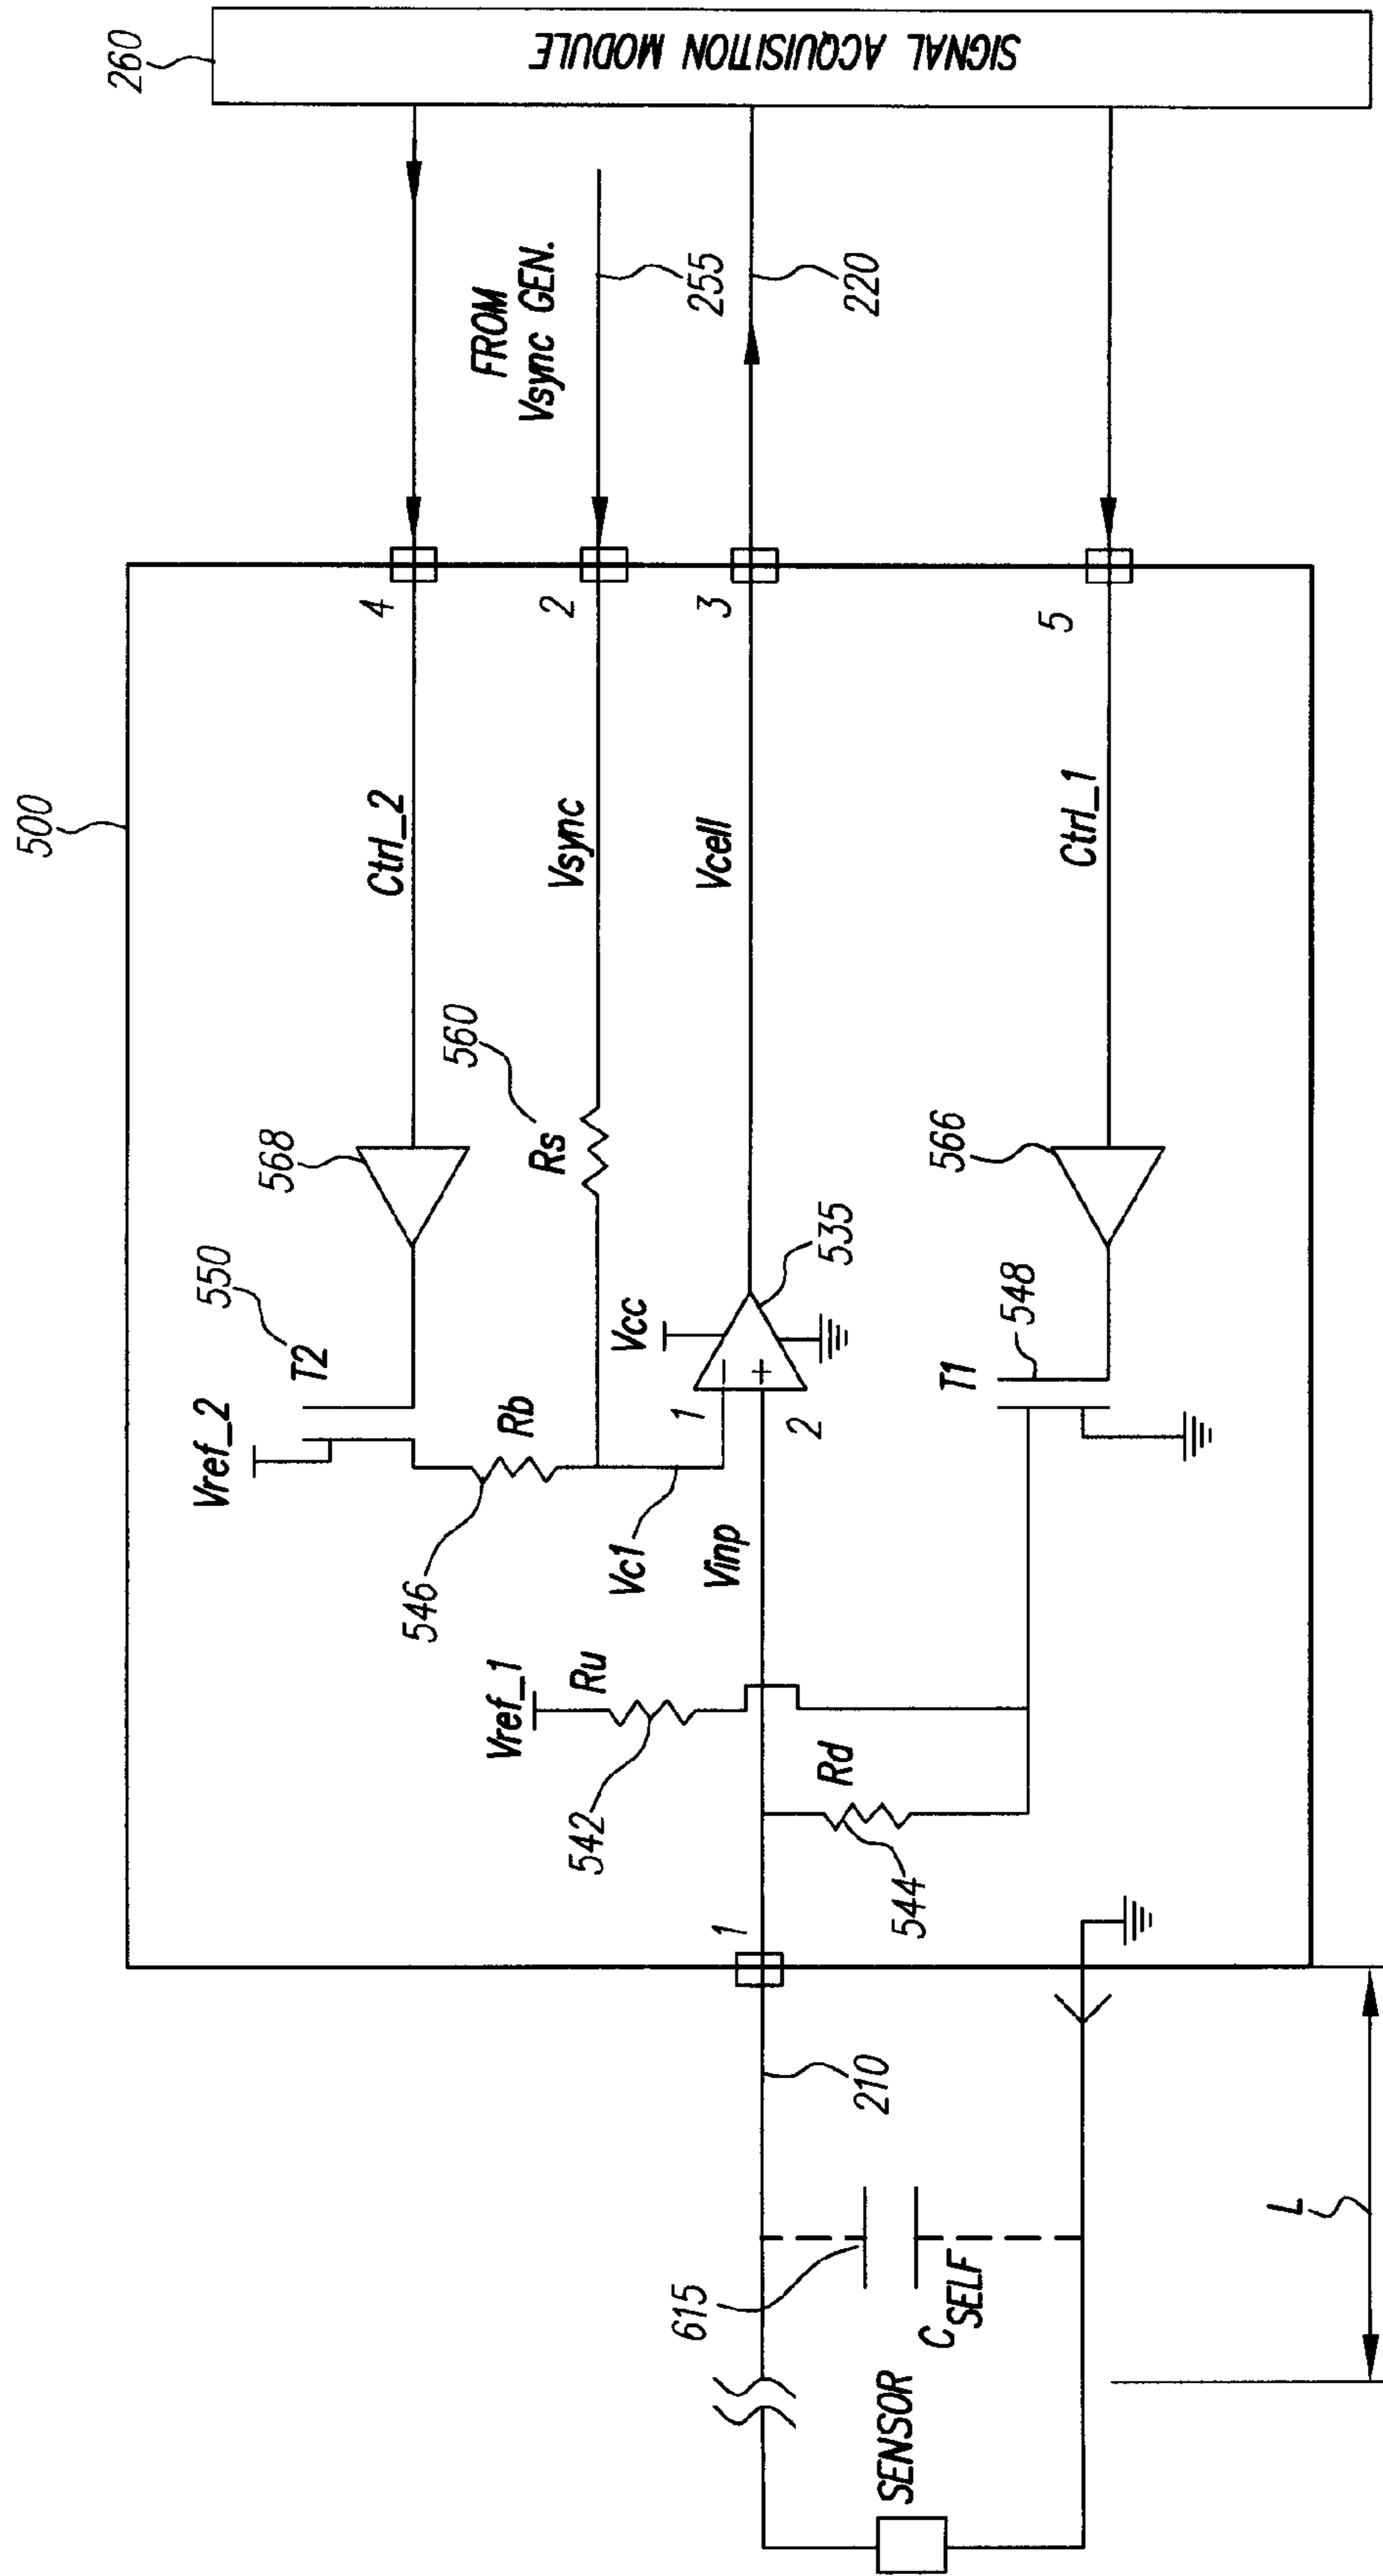 260
SIGNAL ACQUISITION MODULE
500
4
FROM
Vsync GEN.
255
220
2
3
5
Ctrl_2
Vsync
Vcell
Ctrl_1
568
560
Rs
566
550
T2
Vcc
535
548
T1
Vref_2
Rb
1
2
–
+
546
Vc1
Vinp
Vref_1
Ru
542
Rd
544
1
210
615
CSELF
SENSOR
L